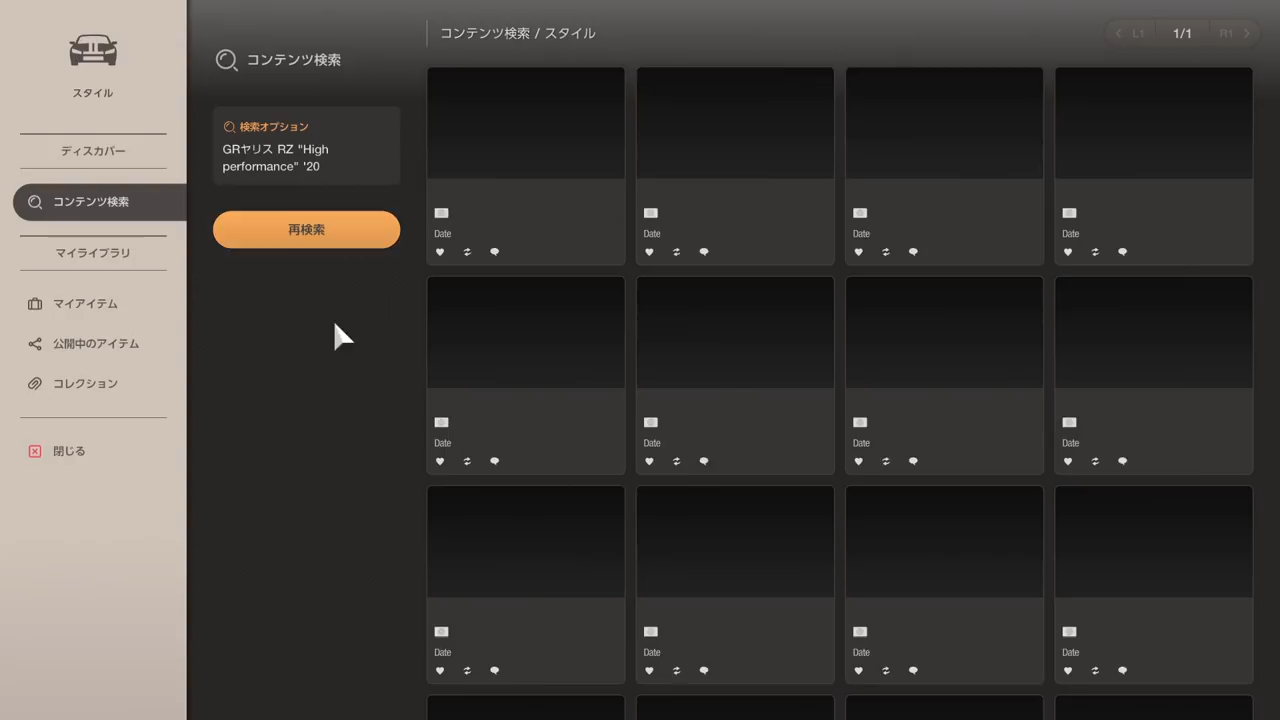 スタイル
ディスカバー
コンテンツ検索
マイライブラリ
マイアイテム
公開中のアイテム
コレクション
閉じる
コンテンツ検索
検索オプション
GRヤリス RZ "High
performance" '20
再検索
コンテンツ検索 / スタイル
L1
1/1
R1
Date
Date
Date
Date
Date
Date
Date
Date
Date
Date
Date
Date